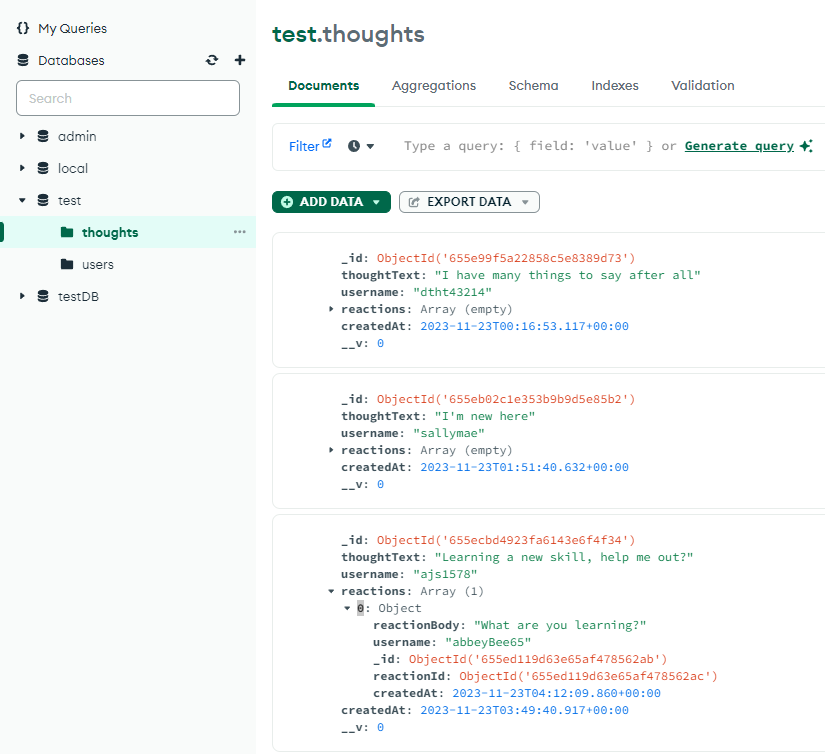 {} My Queries
Databases
Search
admin
local
test
thoughts
users
testDB
test.thoughts
Documents Aggregations Schema Indexes Validation
Filter Type a query: { field: 'value' } or Generate query
ADD DATA EXPORT DATA
_id: ObjectId('655e99f5a22858c5e8389d73')
thoughtText: "I have many things to say after all"
username: "dtht43214"
reactions: Array (empty)
createdAt: 2023-11-23T00:16:53.117+00:00
__v: 0
_id: ObjectId('655eb02c1e353b9b9d5e85b2')
thoughtText: "I'm new here"
username: "sallymae"
reactions: Array (empty)
createdAt: 2023-11-23T01:51:40.632+00:00
__v: 0
_id: ObjectId('655ecbd4923fa6143e6f4f34')
thoughtText: "Learning a new skill, help me out?"
username: "ajs1578"
reactions: Array (1)
0: Object
reactionBody: "What are you learning?"
username: "abbeyBee65"
_id: ObjectId('655ed119d63e65af478562ab')
reactionId: ObjectId('655ed119d63e65af478562ac')
createdAt: 2023-11-23T04:12:09.860+00:00
createdAt: 2023-11-23T03:49:40.917+00:00
__v: 0